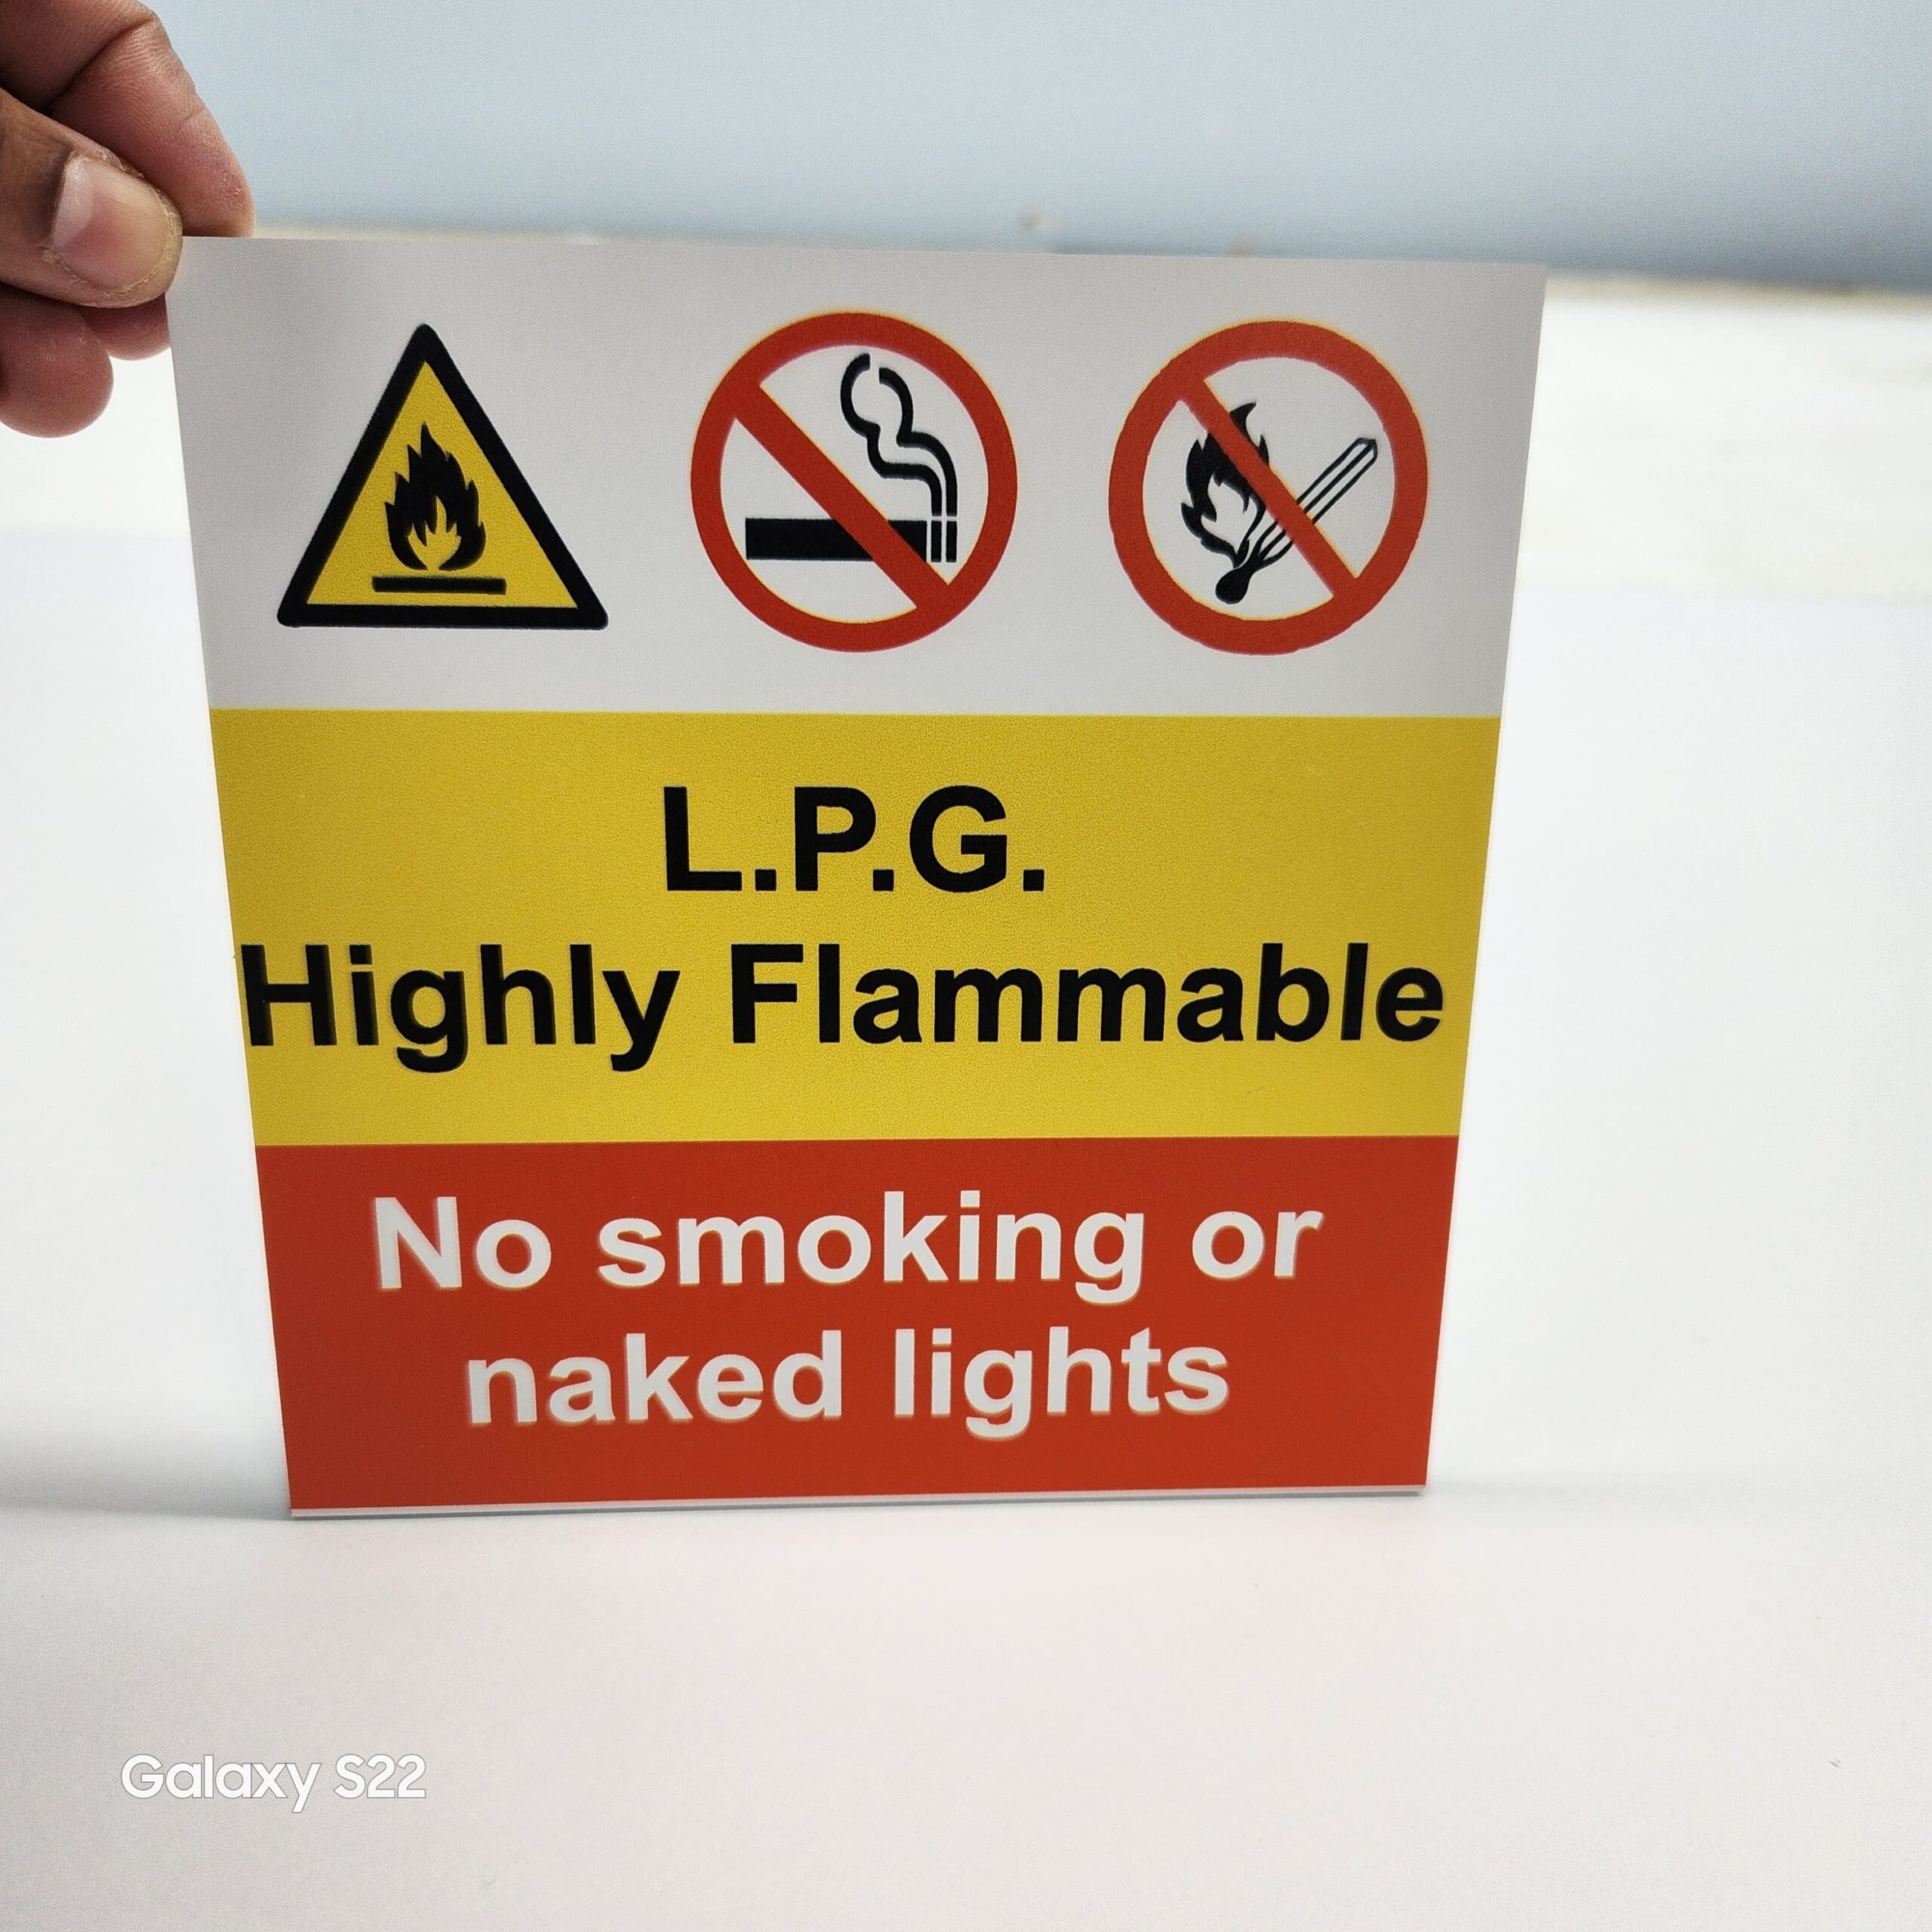 L.P.G.
Highly Flammable
No smoking or
naked lights
Galaxy S22